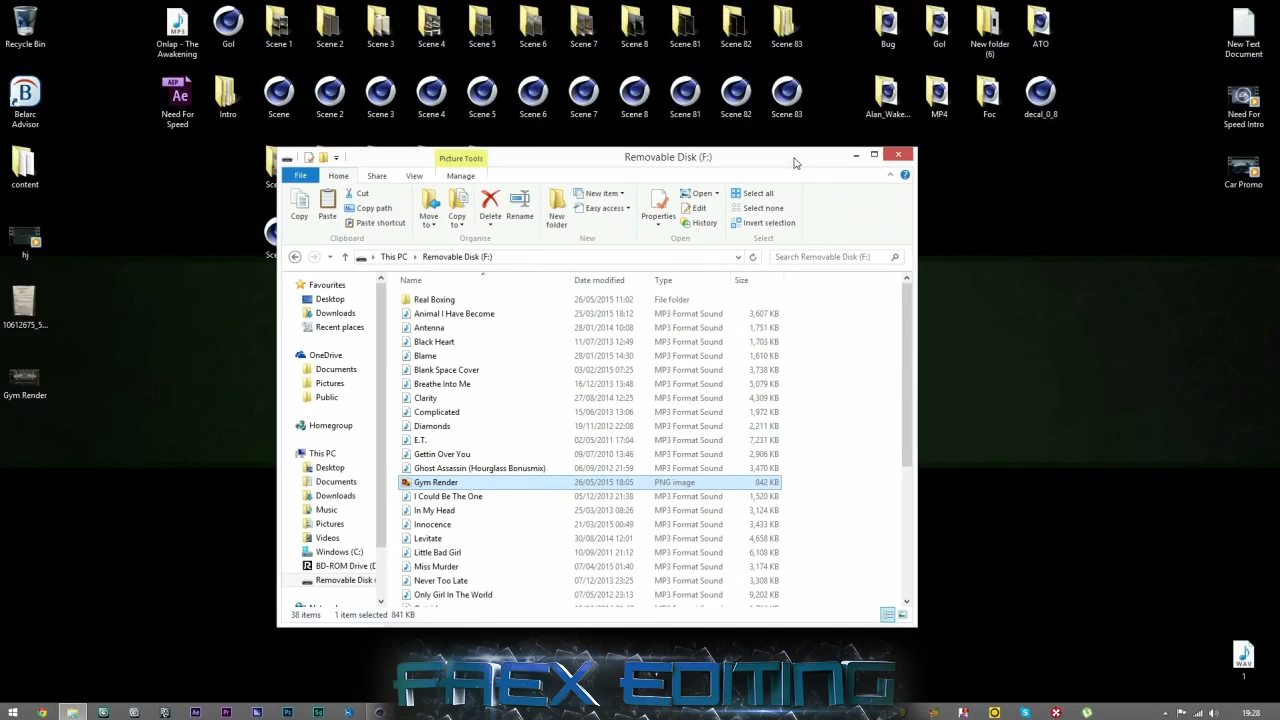 Recycle Bin
Onlap - The
Awakening
Go!
Scene 1
Scene 2
Scene 3
Scene 4
Scene 5
Scene 6
Scene 7
Scene 8
Scene 81
Scene 82
Scene 83
Bug
Go!
New folder
(6)
ATO
New Text
Document
Belarc
Advisor
Need For
Speed
Intro
Scene
Scene 2
Scene 3
Scene 4
Scene 5
Scene 6
Scene 7
Scene 8
Scene 81
Scene 82
Scene 83
Alan_Wake...
MP4
Foc
decal_0_8
Need For
Speed Intro
content
hj
10612675_5...
Gym Render
Car Promo
1
Picture Tools
Removable Disk (F:)
File
Home
Share
View
Manage
Copy
Paste
Cut
Copy path
Paste shortcut
Clipboard
Move
to
Copy
to
Delete
Rename
Organise
New
folder
New item
Easy access
New
Properties
Open
Edit
History
Open
Select all
Select none
Invert selection
Select
This PC
Removable Disk (F:)
Search Removable Disk (F:)
Favourites
Desktop
Downloads
Recent places
OneDrive
Documents
Pictures
Public
Homegroup
This PC
Desktop
Documents
Downloads
Music
Pictures
Videos
Windows (C:)
BD-ROM Drive (D
Removable Disk
Name Date modified Type Size
Real Boxing 26/05/2015 11:02 File folder
Animal I Have Become 25/03/2015 18:12 MP3 Format Sound 3,607 KB
Antenna 28/01/2014 10:08 MP3 Format Sound 1,751 KB
Black Heart 11/07/2013 12:49 MP3 Format Sound 1,703 KB
Blame 28/01/2015 14:30 MP3 Format Sound 1,610 KB
Blank Space Cover 03/02/2015 07:25 MP3 Format Sound 3,738 KB
Breathe Into Me 16/12/2013 13:48 MP3 Format Sound 5,079 KB
Clarity 27/08/2014 12:25 MP3 Format Sound 4,309 KB
Complicated 15/06/2013 13:06 MP3 Format Sound 1,972 KB
Diamonds 19/11/2012 22:08 MP3 Format Sound 2,211 KB
E.T. 02/05/2011 17:04 MP3 Format Sound 7,231 KB
Gettin Over You 09/07/2010 13:46 MP3 Format Sound 2,906 KB
Ghost Assassin (Hourglass Bonusmix) 06/09/2012 21:59 MP3 Format Sound 3,470 KB
Gym Render 26/05/2015 18:05 PNG image 842 KB
I Could Be The One 05/12/2013 21:38 MP3 Format Sound 1,520 KB
In My Head 25/03/2013 08:26 MP3 Format Sound 3,124 KB
Innocence 21/03/2015 00:49 MP3 Format Sound 3,433 KB
Levitate 30/08/2014 12:01 MP3 Format Sound 4,658 KB
Little Bad Girl 10/09/2011 21:12 MP3 Format Sound 6,108 KB
Miss Murder 07/04/2015 01:40 MP3 Format Sound 3,174 KB
Never Too Late 07/12/2013 23:25 MP3 Format Sound 3,308 KB
Only Girl In The World 07/05/2012 23:13 MP3 Format Sound 9,202 KB
38 items 1 item selected 841 KB
FAEX EDITING
19:28